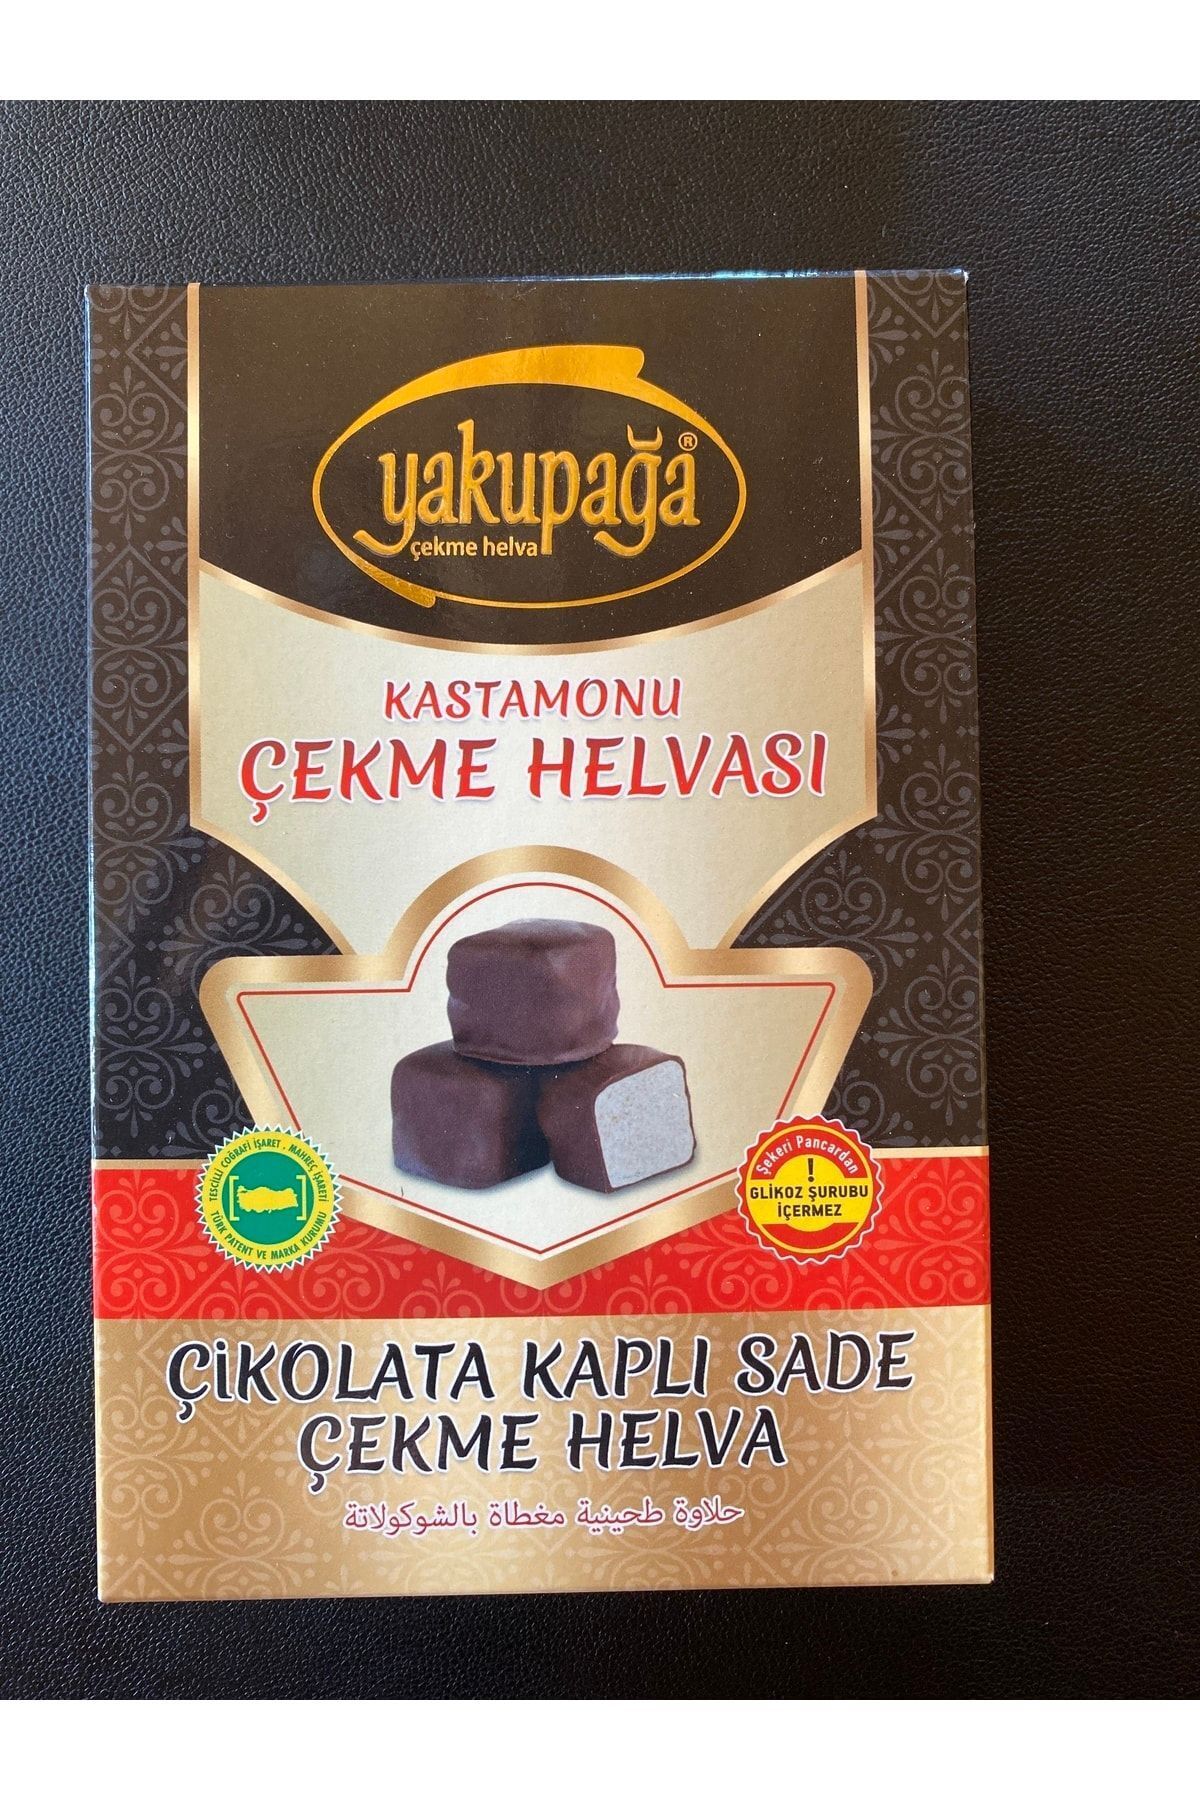 yakupağa®
çekme helva
KASTAMONU
ÇEKME HELVASI
TESCİLLİ COĞRAFİ İŞARET . MAHREÇ İŞARETİ
TÜRK PATENT VE MARKA KURUMU
Şekeri Pancardan
!
GLİKOZ ŞURUBU
İÇERMEZ
ÇİKOLATA KAPLI SADE
ÇEKME HELVA
حلاوة طحينية مغطاة بالشوكولاتة